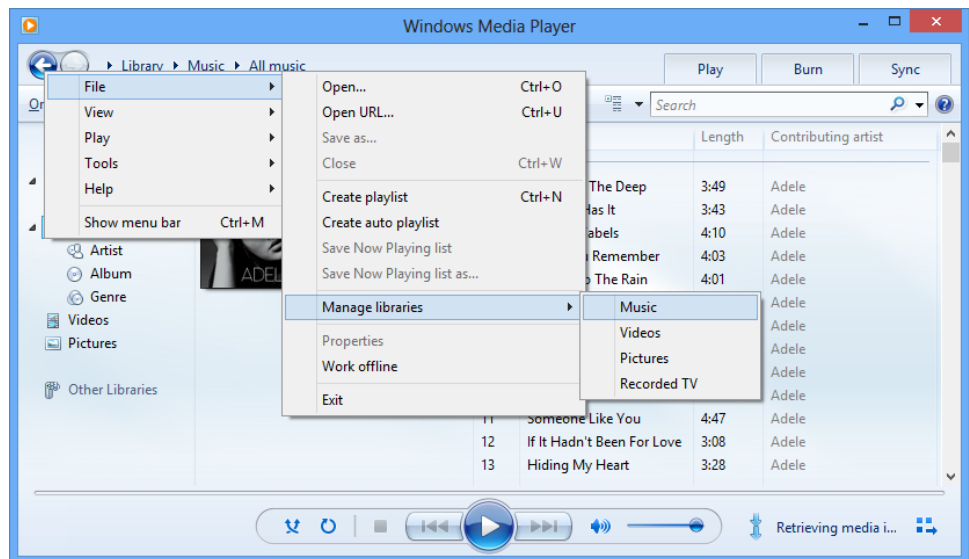 Windows Media Player
Library Music All music
Play Burn Sync
Search
File
View
Play
Tools
Help
Show menu bar Ctrl+M
Open... Ctrl+O
Open URL... Ctrl+U
Save as...
Close Ctrl+W
Create playlist Ctrl+N
Create auto playlist
Save Now Playing list
Save Now Playing list as...
Manage libraries
Properties
Work offline
Exit
Music
Videos
Pictures
Recorded TV
Artist
Album
Genre
Videos
Pictures
Other Libraries
Length Contributing artist
The Deep 3:49 Adele
Has It 3:43 Adele
4:10 Adele
Remember 4:03 Adele
The Rain 4:01 Adele
Adele
Adele
Adele
Adele
Adele
11 Someone Like You 4:47 Adele
12 If It Hadn't Been For Love 3:08 Adele
13 Hiding My Heart 3:28 Adele
Retrieving media i...